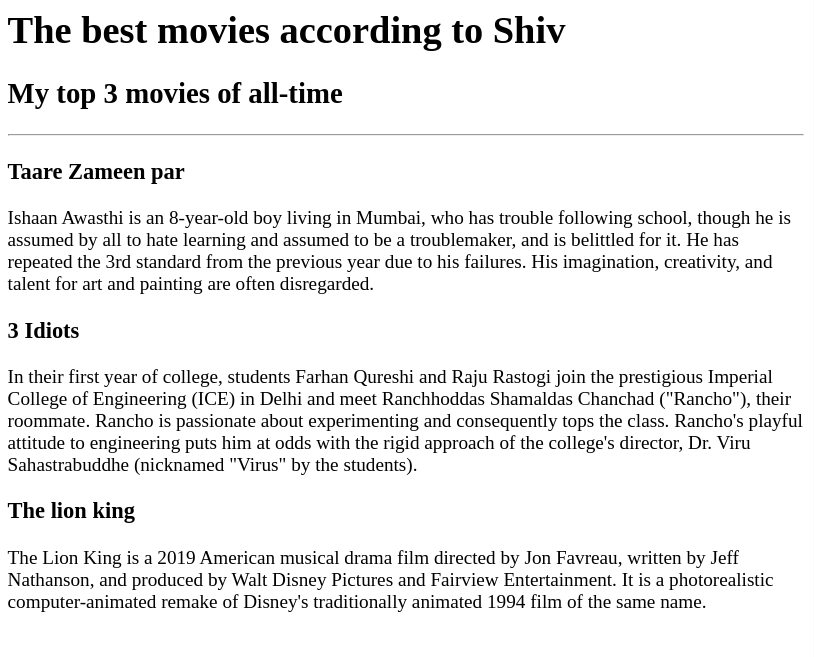 The best movies according to Shiv
My top 3 movies of all-time
Taare Zameen par
Ishaan Awasthi is an 8-year-old boy living in Mumbai, who has trouble following school, though he is
assumed by all to hate learning and assumed to be a troublemaker, and is belittled for it. He has
repeated the 3rd standard from the previous year due to his failures. His imagination, creativity, and
talent for art and painting are often disregarded.
3 Idiots
In their first year of college, students Farhan Qureshi and Raju Rastogi join the prestigious Imperial
College of Engineering (ICE) in Delhi and meet Ranchhoddas Shamaldas Chanchad ("Rancho"), their
roommate. Rancho is passionate about experimenting and consequently tops the class. Rancho's playful
attitude to engineering puts him at odds with the rigid approach of the college's director, Dr. Viru
Sahastrabuddhe (nicknamed "Virus" by the students).
The lion king
The Lion King is a 2019 American musical drama film directed by Jon Favreau, written by Jeff
Nathanson, and produced by Walt Disney Pictures and Fairview Entertainment. It is a photorealistic
computer-animated remake of Disney's traditionally animated 1994 film of the same name.